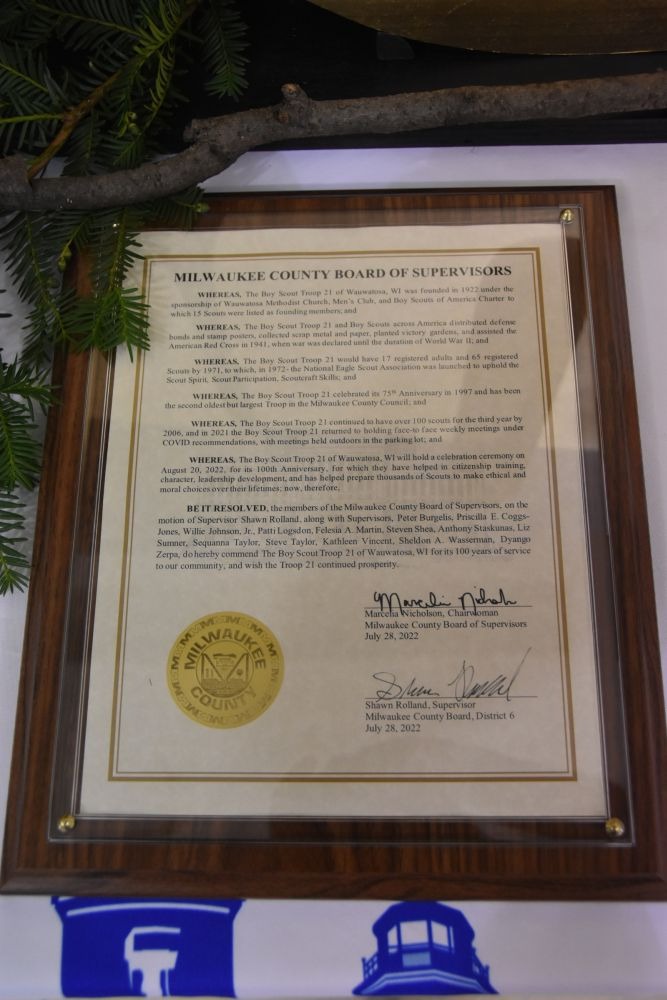 MILWAUKEE COUNTY BOARD OF SUPERVISORS
WHEREAS, The Boy Scout Troop 21 of Wauwatosa, WI was founded in 1922 under the
sponsorship of Wauwatosa Methodist Church, Men's Club, and Boy Scouts of America Charter to
which 15 Scouts were listed as founding members; and
WHEREAS, The Boy Scout Troop 21 and Boy Scouts across America distributed defense
bonds and stamp posters, collected scrap metal and paper, planted victory gardens, and assisted the
American Red Cross in 1941, when war was declared until the duration of World War II; and
WHEREAS, The Boy Scout Troop 21 would have 17 registered adults and 65 registered
Scouts by 1971, to which, in 1972- the National Eagle Scout Association was launched to uphold the
Scout Spirit, Scout Participation, Scoutcraft Skills; and
WHEREAS, The Boy Scout Troop 21 celebrated its 75th Anniversary in 1997 and has been
the second oldest but largest Troop in the Milwaukee County Council; and
WHEREAS, The Boy Scout Troop 21 continued to have over 100 scouts for the third year by
2006, and in 2021 the Boy Scout Troop 21 returned to holding face-to face weekly meetings under
COVID recommendations, with meetings held outdoors in the parking lot; and
WHEREAS, The Boy Scout Troop 21 of Wauwatosa, WI will hold a celebration ceremony on
August 20, 2022, for its 100th Anniversary, for which they have helped in citizenship training,
character, leadership development, and has helped prepare thousands of Scouts to make ethical and
moral choices over their lifetimes; now, therefore,
BE IT RESOLVED, the members of the Milwaukee County Board of Supervisors, on the
motion of Supervisor Shawn Rolland, along with Supervisors, Peter Burgelis, Priscilla E. Coggs-
Jones, Willie Johnson, Jr., Patti Logsdon, Felesia A. Martin, Steven Shea, Anthony Staskunas, Liz
Sumner, Sequanna Taylor, Steve Taylor, Kathleen Vincent, Sheldon A. Wasserman, Dyango
Zerpa, do hereby commend The Boy Scout Troop 21 of Wauwatosa, WI for its 100 years of service
to our community, and wish the Troop 21 continued prosperity.
Marcelia Nicholson, Chairwoman
Milwaukee County Board of Supervisors
July 28, 2022
MILWAUKEE
COUNTY
Shawn Rolland, Supervisor
Milwaukee County Board, District 6
July 28, 2022